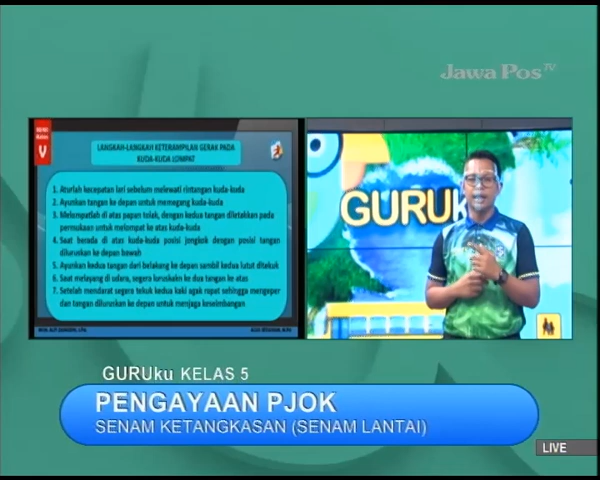 Jawa Pos TV
V
LANGKAH-LANGKAH KETERAMPILAN GERAK PADA
KUDA-KUDA LOMPAT
1. Aturlah kecepatan lari sebelum melewati rintangan kuda-kuda
2. Ayunkan tangan ke depan untuk memegang kuda-kuda
3. Melompatlah di atas papan tolak, dengan kedua tangan diletakkan pada
permukaan untuk melompat ke atas kuda-kuda
4. Saat berada di atas kuda-kuda posisi jongkok dengan posisi tangan
diluruskan ke depan bawah
5. Ayunkan kedua tangan dari belakang ke depan sambil kedua lutut ditekuk
6. Saat melayang di udara, segera luruskan ke dua tangan ke atas
7. Setelah mendarat segera tekuk kedua kaki agak rapat sehingga mengeper
dan tangan diluruskan ke depan untuk menjaga keseimbangan
GURUK
GURUku KELAS 5
PENGAYAAN PJOK
SENAM KETANGKASAN (SENAM LANTAI)
LIVE